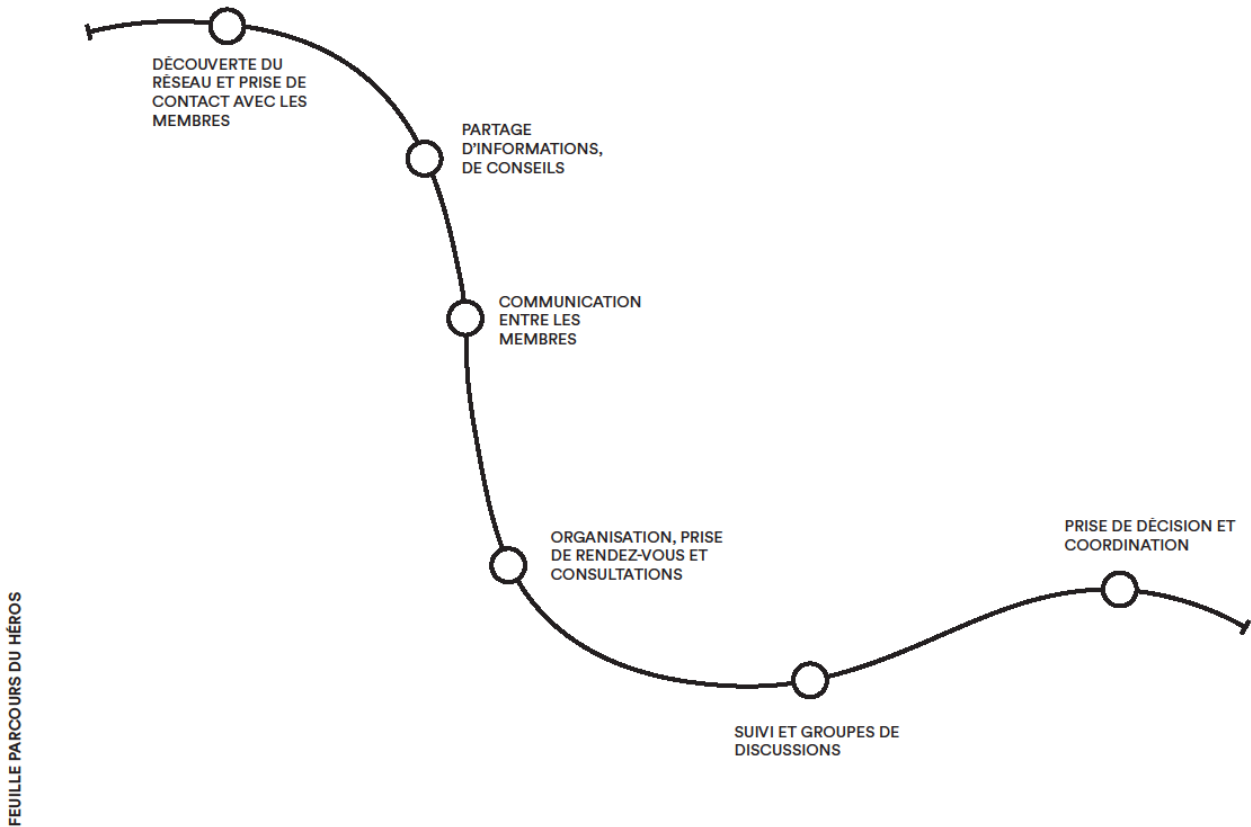 DÉCOUVERTE DU
RÉSEAU ET PRISE DE
CONTACT AVEC LES
MEMBRES
PARTAGE
D'INFORMATIONS,
DE CONSEILS
COMMUNICATION
ENTRE LES
MEMBRES
ORGANISATION, PRISE
DE RENDEZ-VOUS ET
CONSULTATIONS
PRISE DE DÉCISION ET
COORDINATION
SUIVI ET GROUPES DE
DISCUSSIONS
FEUILLE PARCOURS DU HÉROS